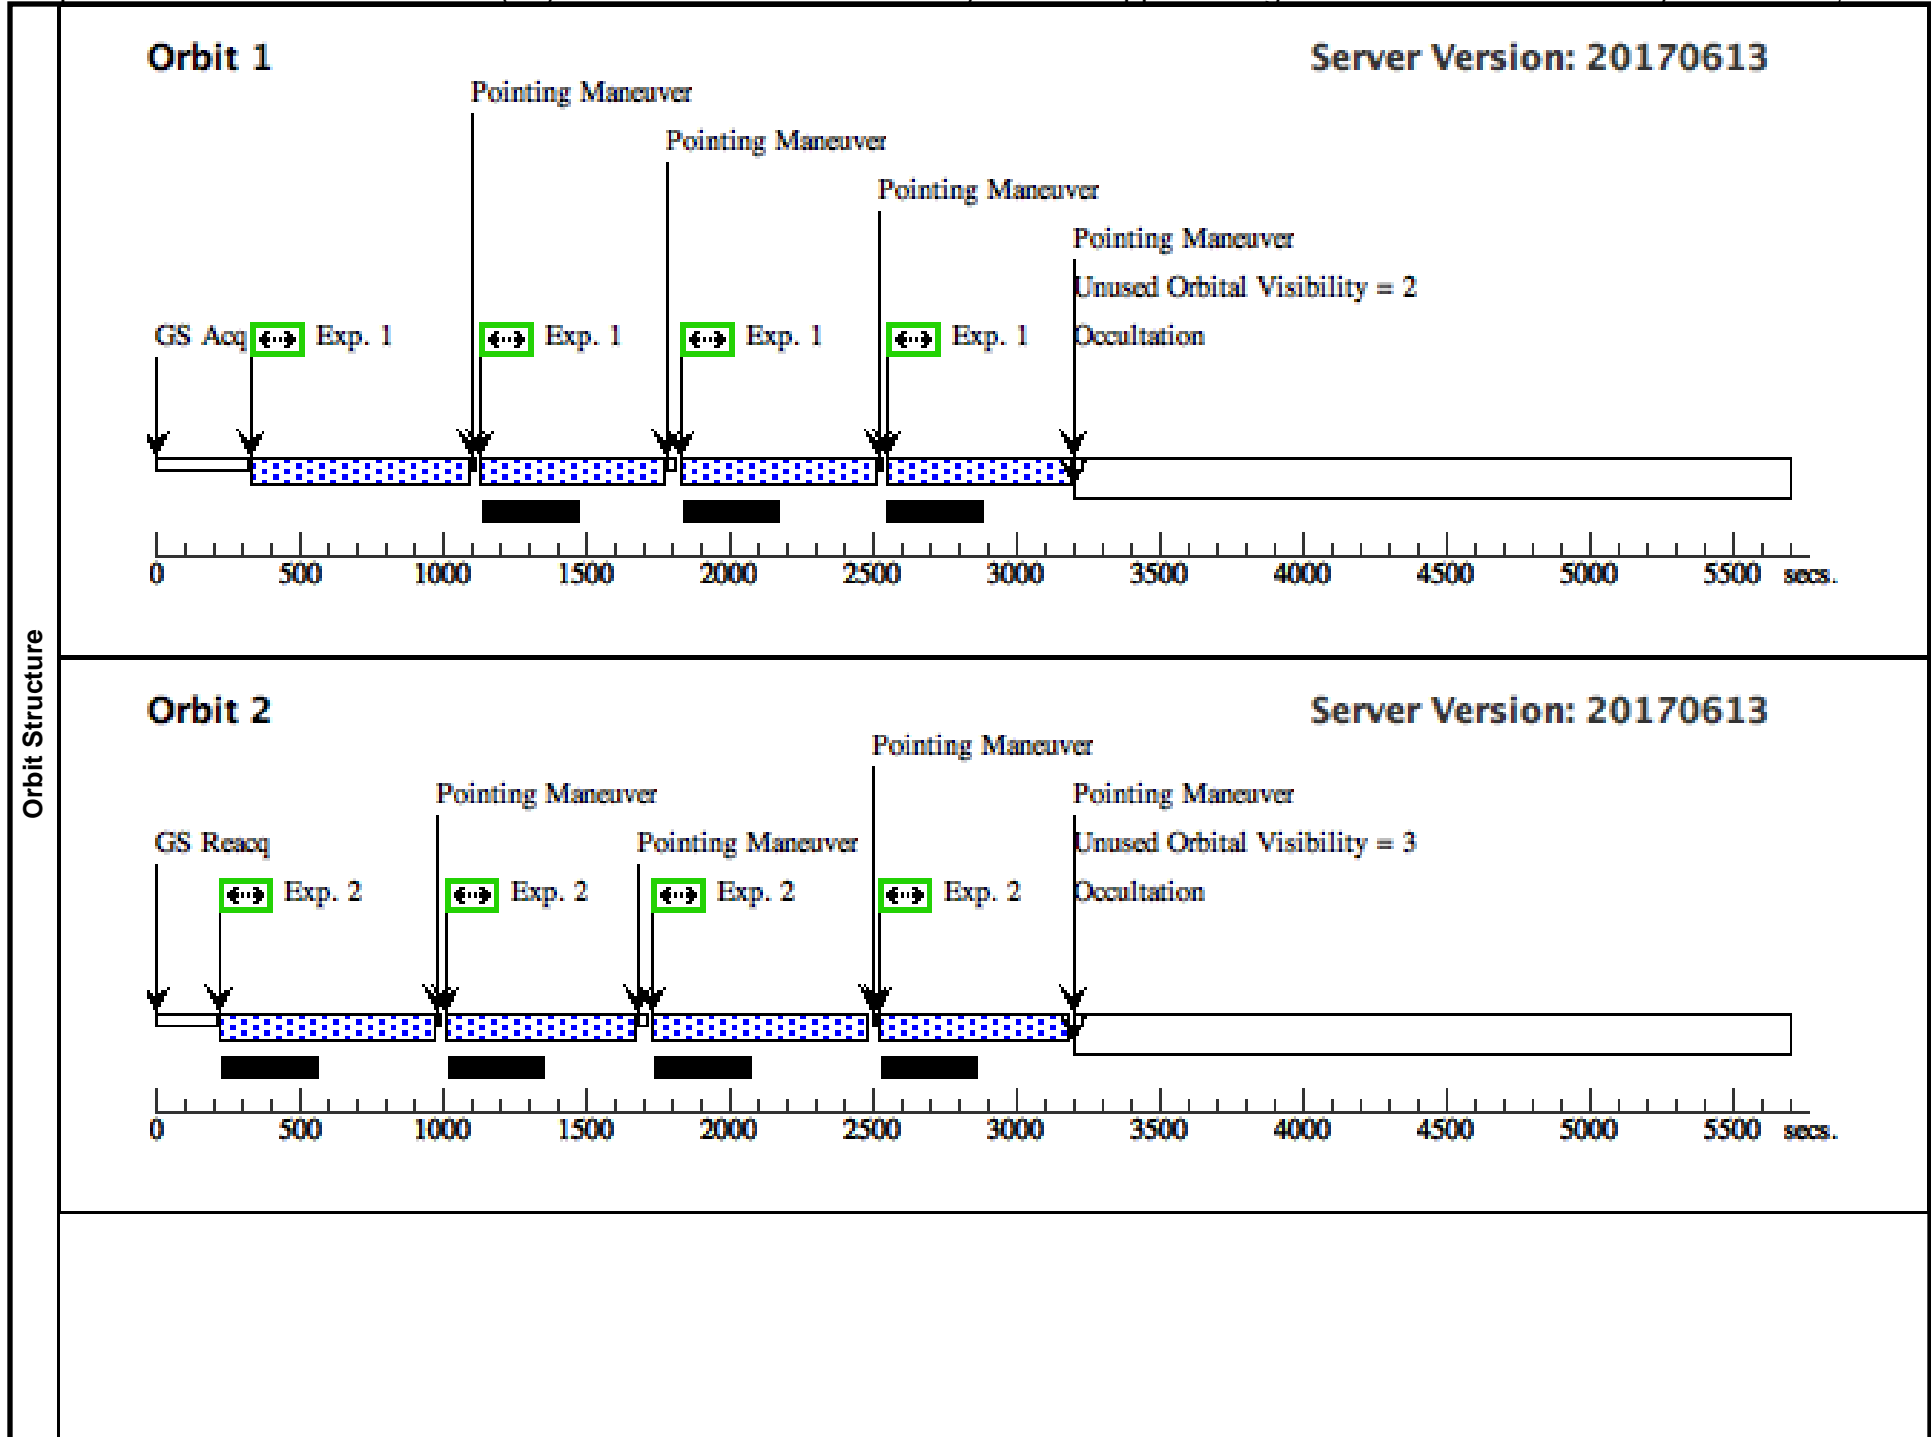 Orbit Structure
Orbit 1
Server Version: 20170613
Pointing Maneuver
Pointing Maneuver
Pointing Maneuver
Pointing Maneuver
Unused Orbital Visibility = 2
GS Acq Exp. 1 Exp. 1 Exp. 1 Exp. 1 Occultation
0 500 1000 1500 2000 2500 3000 3500 4000 4500 5000 5500 secs.
Orbit 2
Server Version: 20170613
Pointing Maneuver
Pointing Maneuver Pointing Maneuver
GS Reacq Pointing Maneuver Unused Orbital Visibility = 3
Exp. 2 Exp. 2 Exp. 2 Exp. 2 Occultation
0 500 1000 1500 2000 2500 3000 3500 4000 4500 5000 5500 secs.